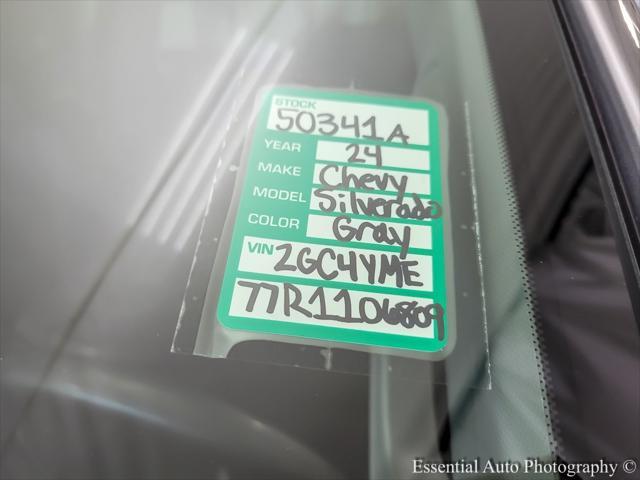 STOCK
50341A
YEAR 24
MAKE Chevy
MODEL Silverado
COLOR Gray
VIN 2GC4YME
77R1106809
Essential Auto Photography ©